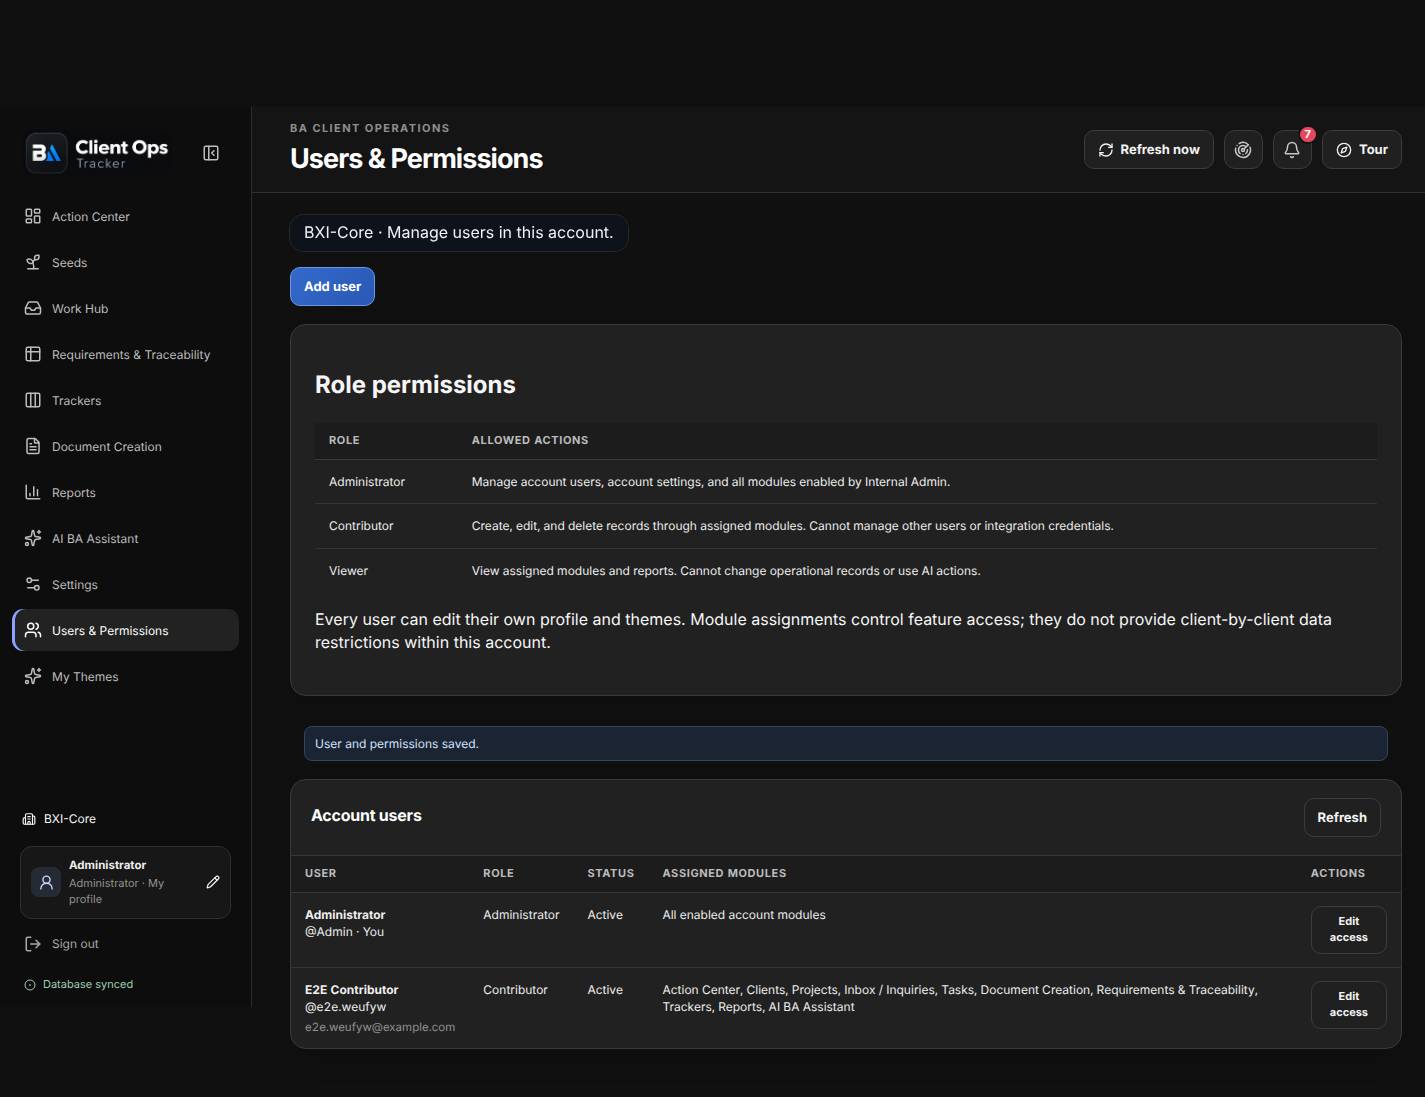 BA Client Ops
Tracker
BA CLIENT OPERATIONS
Users & Permissions
Refresh now
7
Tour
Action Center
Seeds
Work Hub
Requirements & Traceability
Trackers
Document Creation
Reports
AI BA Assistant
Settings
Users & Permissions
My Themes
BXI-Core
Administrator
Administrator · My
profile
Sign out
Database synced
BXI-Core · Manage users in this account.
Add user
Role permissions
ROLE ALLOWED ACTIONS
Administrator Manage account users, account settings, and all modules enabled by Internal Admin.
Contributor Create, edit, and delete records through assigned modules. Cannot manage other users or integration credentials.
Viewer View assigned modules and reports. Cannot change operational records or use AI actions.
Every user can edit their own profile and themes. Module assignments control feature access; they do not provide client-by-client data
restrictions within this account.
User and permissions saved.
Account users
Refresh
USER ROLE STATUS ASSIGNED MODULES ACTIONS
Administrator Administrator Active All enabled account modules Edit
@Admin · You access
E2E Contributor Contributor Active Action Center, Clients, Projects, Inbox / Inquiries, Tasks, Document Creation, Requirements & Traceability, Edit
@e2e.weufyw Trackers, Reports, AI BA Assistant access
e2e.weufyw@example.com